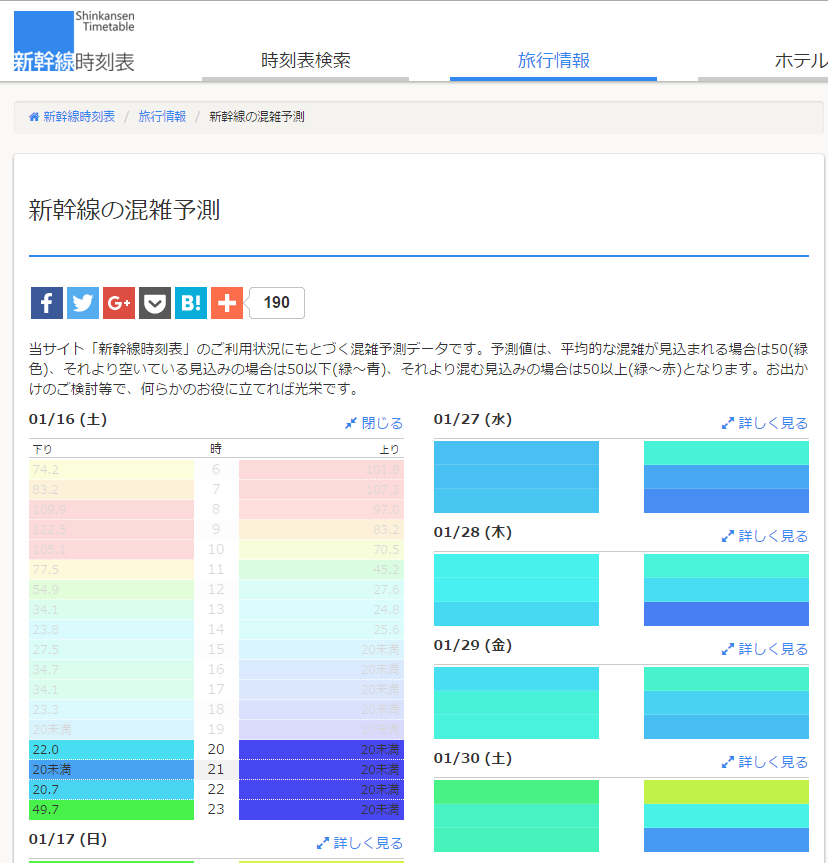 Shinkansen
Timetable
新幹線時刻表
時刻表検索
旅行情報
ホテル
新幹線時刻表 / 旅行情報 / 新幹線の混雑予測
新幹線の混雑予測
190
当サイト「新幹線時刻表」のご利用状況にもとづく混雑予測データです。予測値は、平均的な混雑が見込まれる場合は50(緑
色)、それより空いている見込みの場合は50以下(緑～青)、それより混む見込みの場合は50以上(緑～赤)となります。お出か
けのご検討等で、何らかのお役に立てれば光栄です。
01/16 (土) 閉じる
下り 時 上り
74.2 6 101.8
83.2 7 107.3
109.9 8 97.0
122.5 9 83.2
105.1 10 70.5
77.5 11 45.2
54.9 12 27.6
34.1 13 24.8
23.8 14 25.6
27.5 15 20未満
34.7 16 20未満
34.1 17 20未満
23.3 18 20未満
20未満 19 20未満
22.0 20 20未満
20未満 21 20未満
20.7 22 20未満
49.7 23 20未満
01/17 (日) 詳しく見る
01/27 (水) 詳しく見る
01/28 (木) 詳しく見る
01/29 (金) 詳しく見る
01/30 (土) 詳しく見る